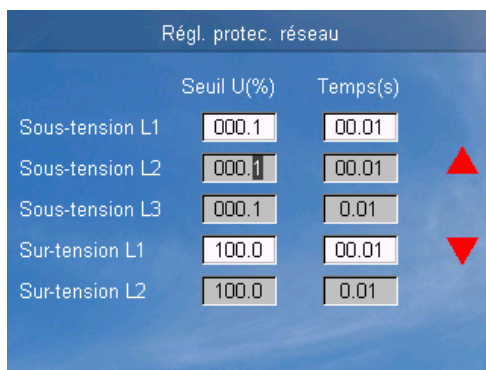 Régl. protec. réseau
Seuil U(%) Temps(s)
Sous-tension L1 000.1 00.01
Sous-tension L2 000.1 00.01
Sous-tension L3 000.1 0.01
Sur-tension L1 100.0 00.01
Sur-tension L2 100.0 0.01